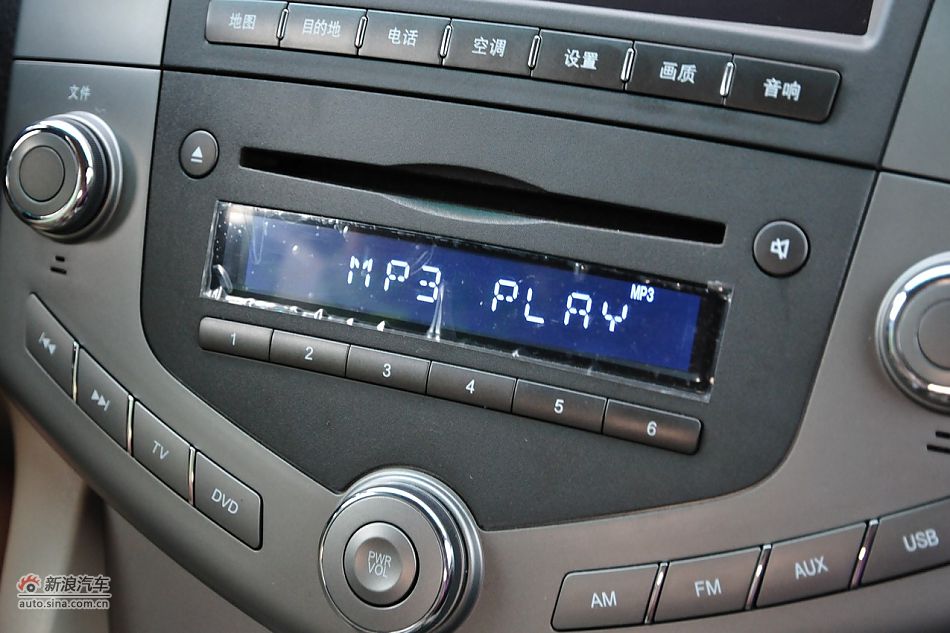 地图 目的地 电话 空调 设置 画质 音响
文件
MP3 PLAY MP3
1 2 3 4 5 6
TV
DVD
PWR
VOL
AM FM AUX USB
新浪汽车
auto.sina.com.cn